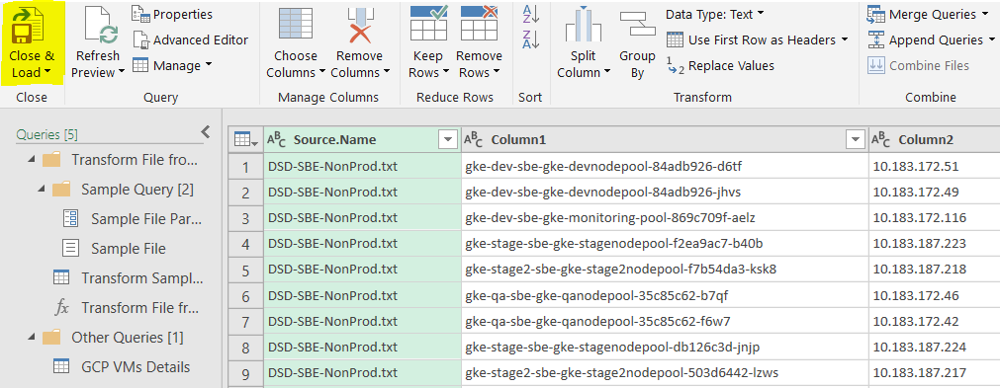 Close & Load
Close
Refresh Preview
Properties
Advanced Editor
Manage
Query
Choose Columns
Remove Columns
Manage Columns
Keep Rows
Remove Rows
Reduce Rows
A Z
Z A
Sort
Split Column
Group By
Data Type: Text
Use First Row as Headers
1 2 Replace Values
Transform
Merge Queries
Append Queries
Combine Files
Combine
Queries [5]
Transform File fro...
Sample Query [2]
Sample File Par...
Sample File
Transform Sampl...
fx Transform File fr...
Other Queries [1]
GCP VMs Details
ABC Source.Name ABC Column1 ABC Column2
1 DSD-SBE-NonProd.txt gke-dev-sbe-gke-devnodepool-84adb926-d6tf 10.183.172.51
2 DSD-SBE-NonProd.txt gke-dev-sbe-gke-devnodepool-84adb926-jhvs 10.183.172.49
3 DSD-SBE-NonProd.txt gke-dev-sbe-gke-monitoring-pool-869c709f-aelz 10.183.172.116
4 DSD-SBE-NonProd.txt gke-stage-sbe-gke-stagenodepool-f2ea9ac7-b40b 10.183.187.223
5 DSD-SBE-NonProd.txt gke-stage2-sbe-gke-stage2nodepool-f7b54da3-ksk8 10.183.187.218
6 DSD-SBE-NonProd.txt gke-qa-sbe-gke-qanodepool-35c85c62-b7qf 10.183.172.46
7 DSD-SBE-NonProd.txt gke-qa-sbe-gke-qanodepool-35c85c62-f6w7 10.183.172.42
8 DSD-SBE-NonProd.txt gke-stage-sbe-gke-stagenodepool-db126c3d-jnjp 10.183.187.224
9 DSD-SBE-NonProd.txt gke-stage2-sbe-gke-stage2nodepool-503d6442-lzws 10.183.187.217